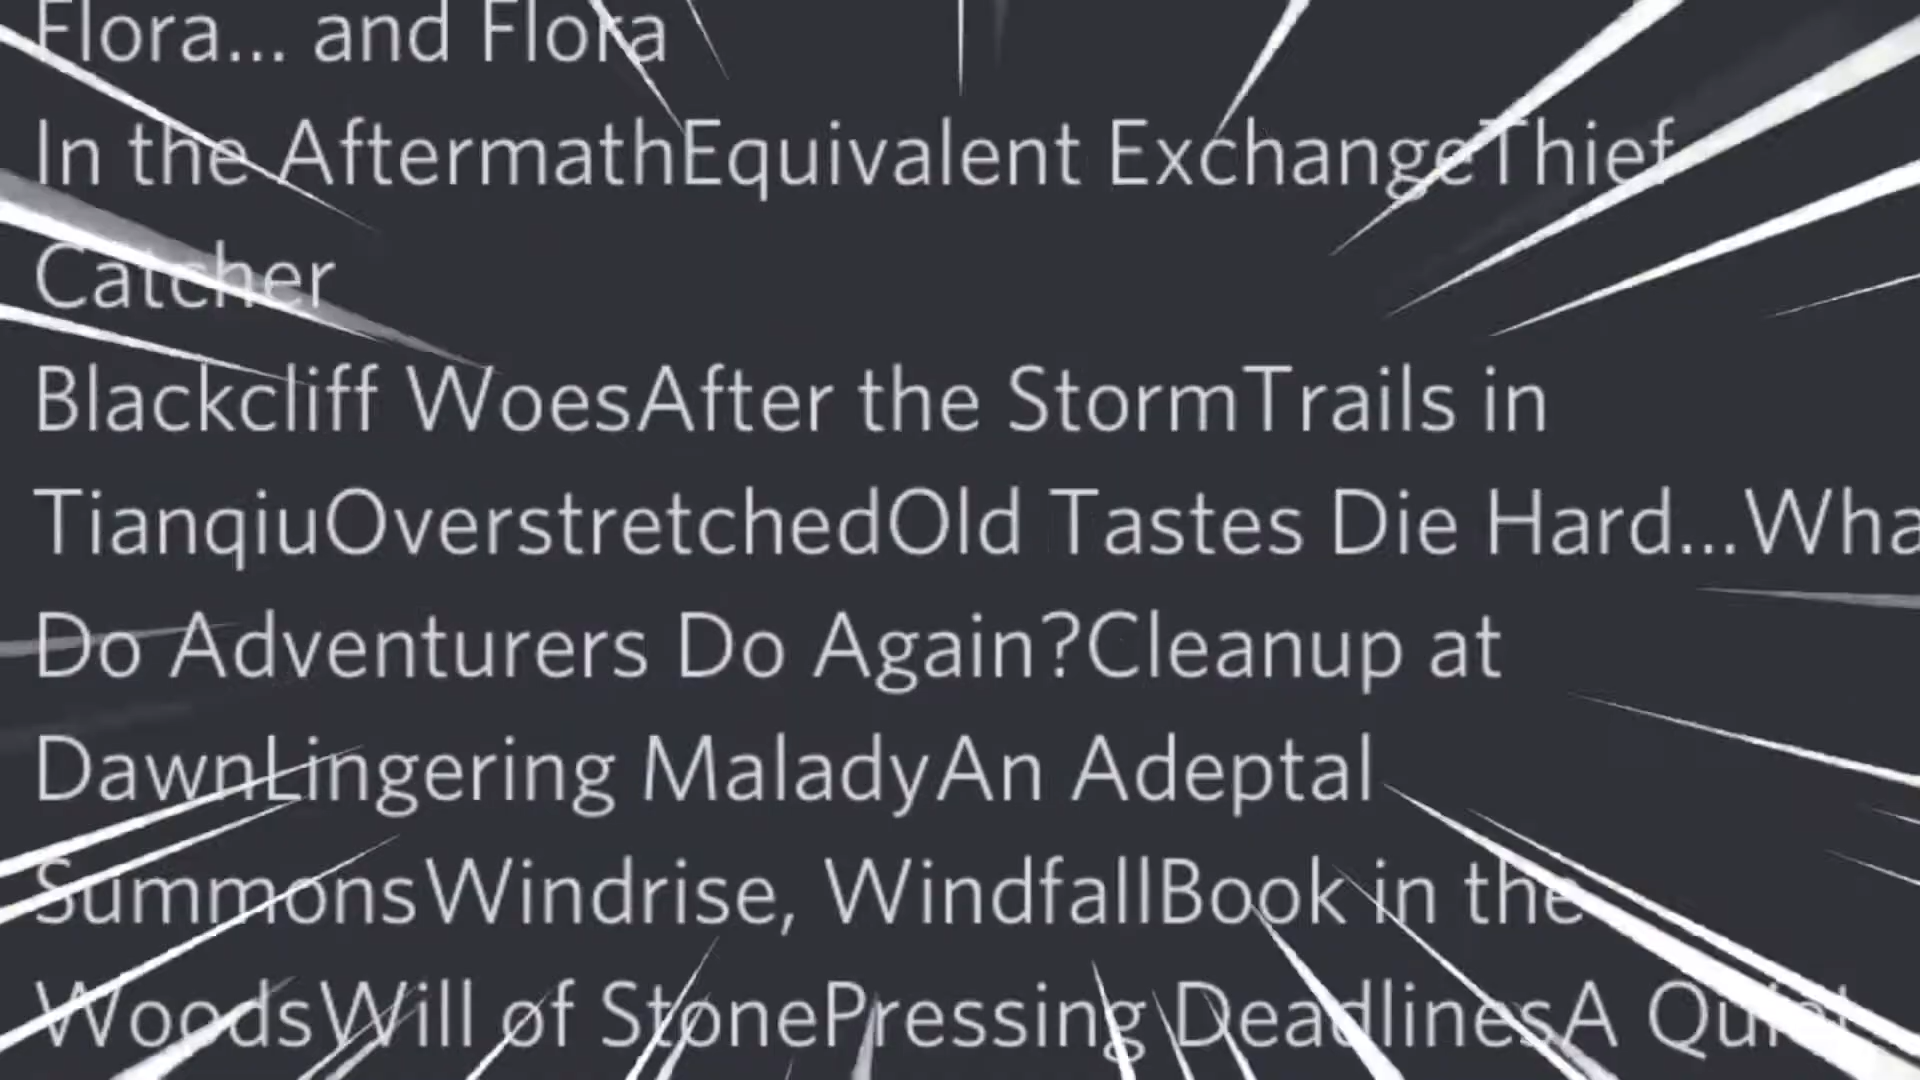 Flora... and Flora
In the AftermathEquivalent ExchangeThief
Catcher
Blackcliff WoesAfter the StormTrails in
TianqiuOverstretchedOld Tastes Die Hard...Wha
Do Adventurers Do Again?Cleanup at
DawnLingering MaladyAn Adeptal
SummonsWindrise, WindfallBook in the
WoodsWill of StonePressing DeadlinesA Quiet